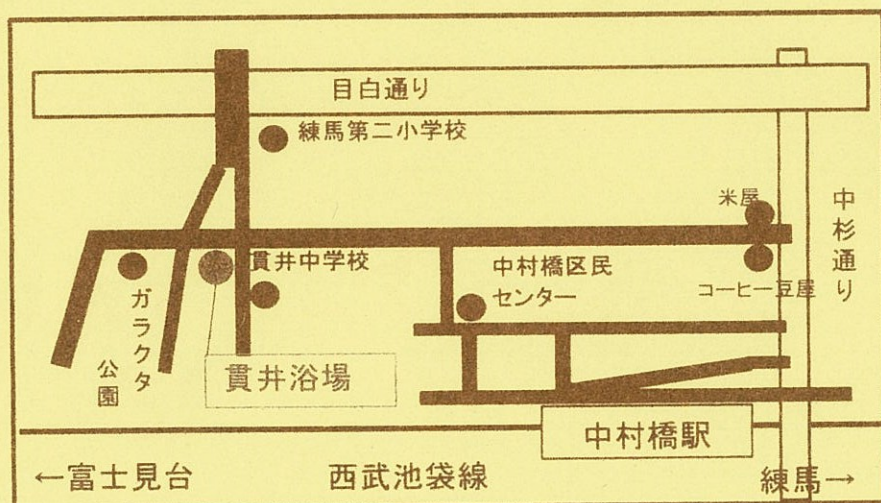 目白通り
練馬第二小学校
米屋
中杉通り
貫井中学校
中村橋区民
センター
コーヒー豆屋
ガラクタ
公園
貫井浴場
中村橋駅
←富士見台
西武池袋線
練馬→